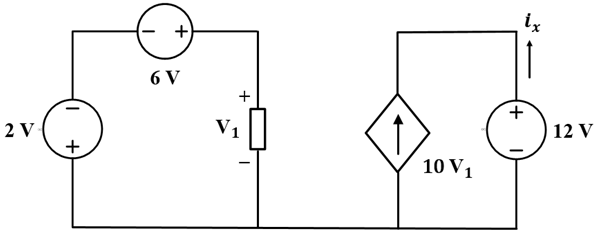 iₓ
− +
6 V
2 V
−
+
+
V₁
−
10 V₁
+
−
12 V